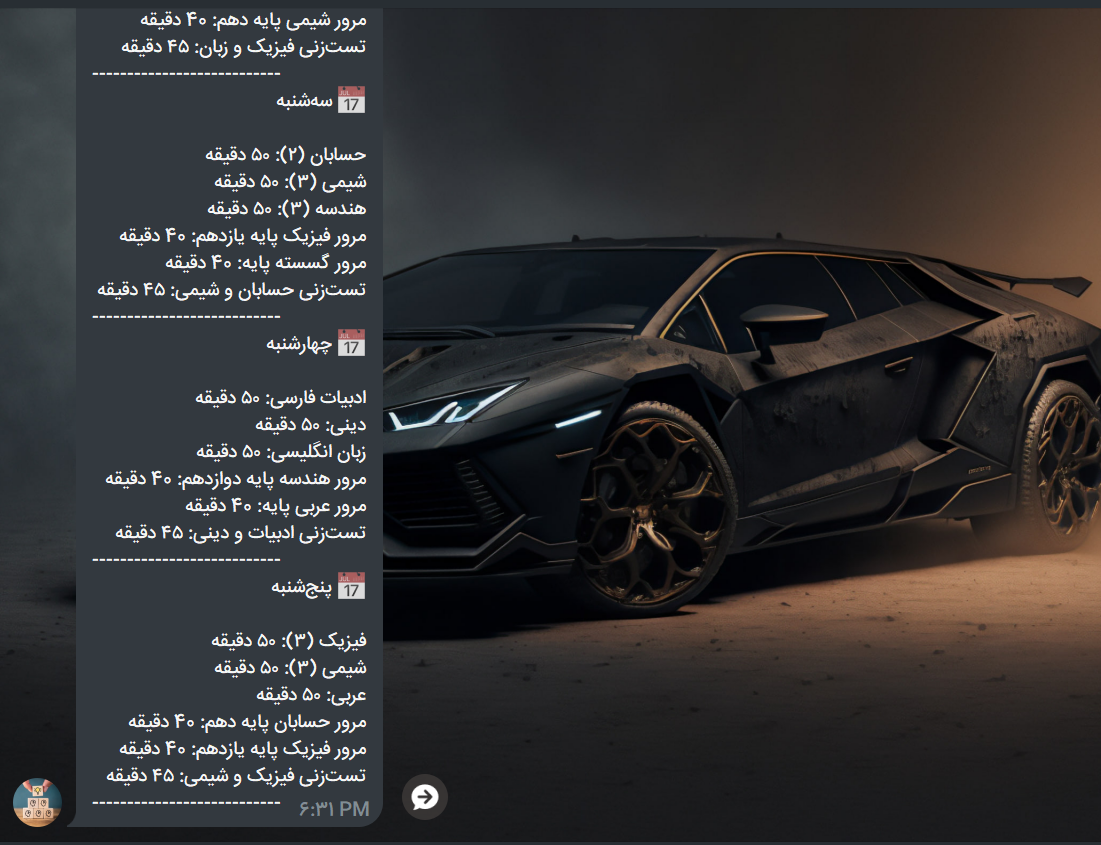 مرور شیمی پایه دهم: ۴۰ دقیقه
تست‌زنی فیزیک و زبان: ۴۵ دقیقه
---------------------------
📅 سه‌شنبه
حسابان (۲): ۵۰ دقیقه
شیمی (۳): ۵۰ دقیقه
هندسه (۳): ۵۰ دقیقه
مرور فیزیک پایه یازدهم: ۴۰ دقیقه
مرور گسسته پایه: ۴۰ دقیقه
تست‌زنی حسابان و شیمی: ۴۵ دقیقه
---------------------------
📅 چهارشنبه
ادبیات فارسی: ۵۰ دقیقه
دینی: ۵۰ دقیقه
زبان انگلیسی: ۵۰ دقیقه
مرور هندسه پایه دوازدهم: ۴۰ دقیقه
مرور عربی پایه: ۴۰ دقیقه
تست‌زنی ادبیات و دینی: ۴۵ دقیقه
---------------------------
📅 پنج‌شنبه
فیزیک (۳): ۵۰ دقیقه
شیمی (۳): ۵۰ دقیقه
عربی: ۵۰ دقیقه
مرور حسابان پایه دهم: ۴۰ دقیقه
مرور فیزیک پایه یازدهم: ۴۰ دقیقه
تست‌زنی فیزیک و شیمی: ۴۵ دقیقه
---------------------------
۶:۳۱ PM